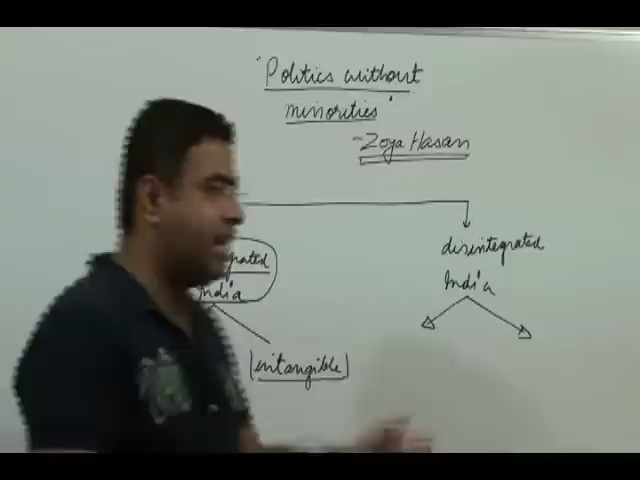 "Politics without
minorities"
- Zoya Hasan
disintegrated
India
India
(intangible)